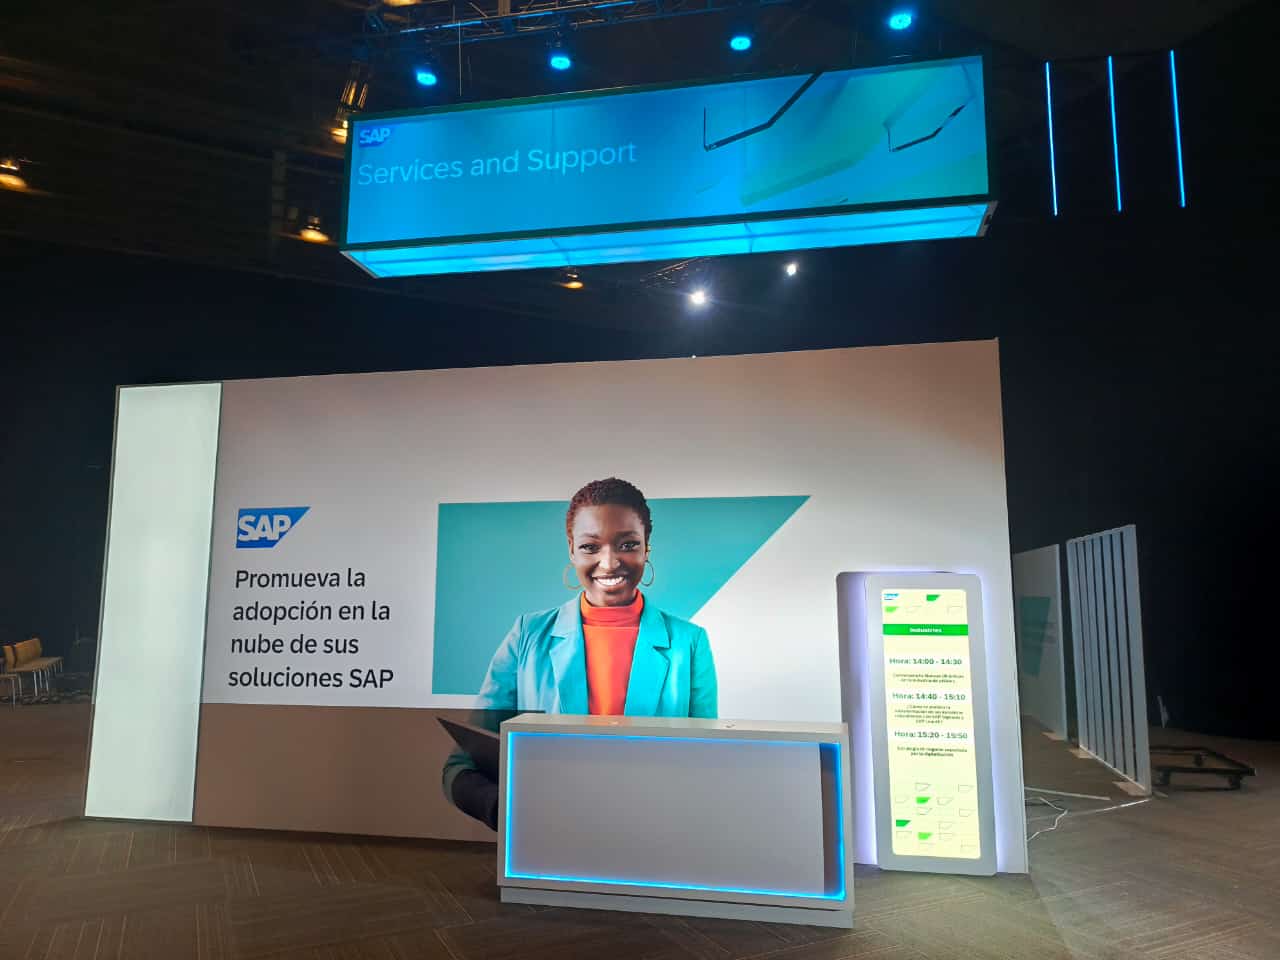 SAP
Services and Support
SAP
Promueva la
adopción en la
nube de sus
soluciones SAP
SAP
Hora: 14:00 - 14:30
Hora: 14:40 - 15:10
Hora: 15:20 - 15:50